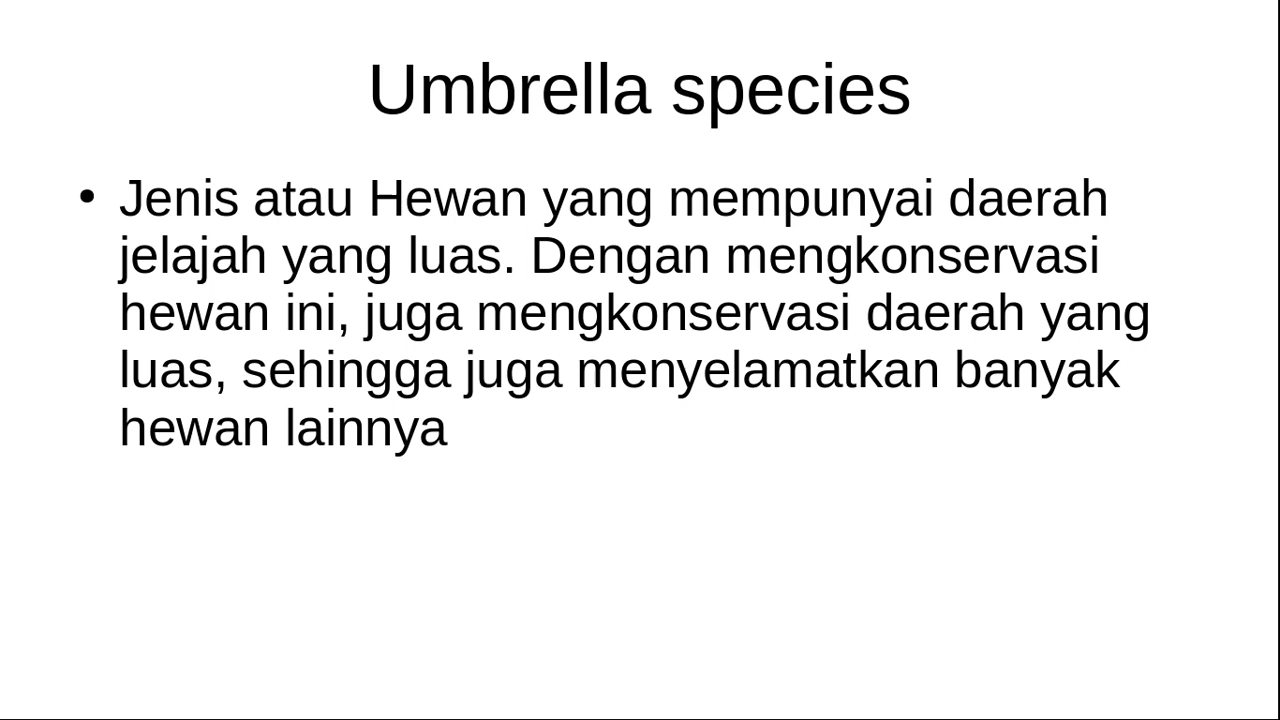 Umbrella species
• Jenis atau Hewan yang mempunyai daerah
jelajah yang luas. Dengan mengkonservasi
hewan ini, juga mengkonservasi daerah yang
luas, sehingga juga menyelamatkan banyak
hewan lainnya